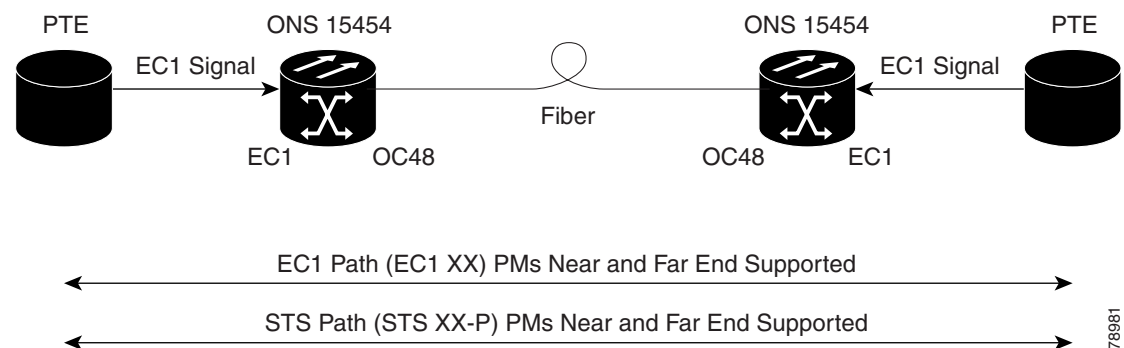 PTE
ONS 15454
ONS 15454
PTE
EC1 Signal
EC1 Signal
Fiber
EC1
OC48
OC48
EC1
EC1 Path (EC1 XX) PMs Near and Far End Supported
STS Path (STS XX-P) PMs Near and Far End Supported
78981